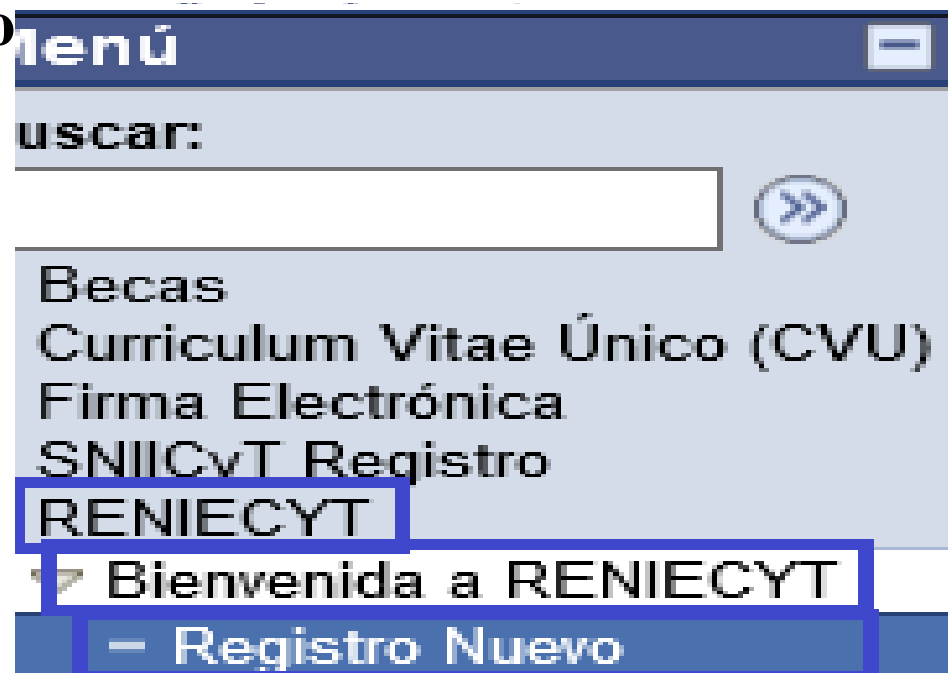 o
Menú
uscar:
Becas
Curriculum Vitae Único (CVU)
Firma Electrónica
SNIICyT Registro
RENIECYT
Bienvenida a RENIECYT
– Registro Nuevo